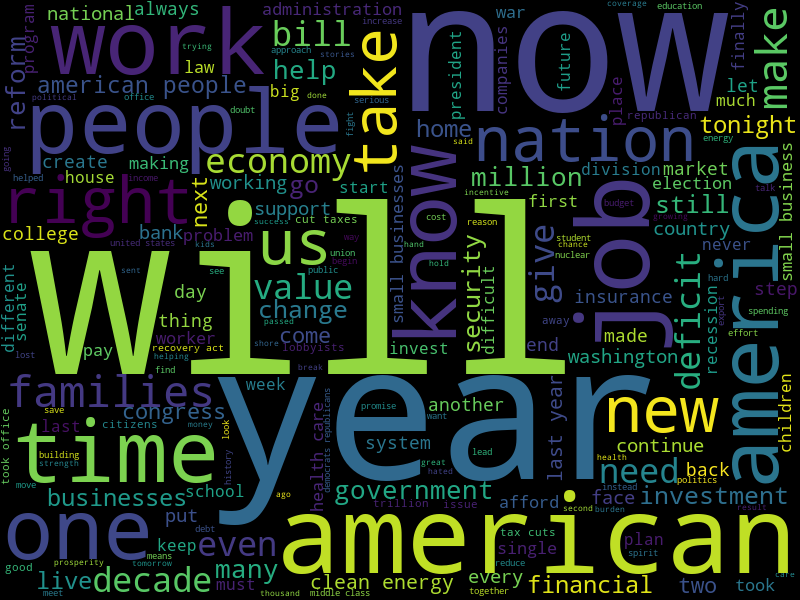 will
year
now
american
people
work
right
one
time
america
job
know
nation
new
take
us
families
economy
bill
help
make
tonight
million
still
deficit
value
change
security
give
need
government
investment
financial
decade
many
even
businesses
live
congress
reform
program
national
always
administration
law
american people
big
create
making
house
next
working
go
start
support
cut taxes
college
bank
problem
united states
success
kids
day
thing
worker
different
senate
pay
recovery act
helping
find
lost
sent
see
public
union
way
begin
come
passed
shore
lobbyists
break
invest
difficult
small businesses
home
war
companies
president
future
finally
let
much
place
republican
energy
division
market
election
first
country
never
small business
step
insurance
end
away
made
washington
recession
spending
effort
export
hard
budget
growing
talk
student
chance
nuclear
incentive
cost
reason
hand
hold
said
education
coverage
increase
trying
approach
stories
done
serious
fight
doubt
office
political
going
helped
income
week
last
save
citizens
money
look
building
strength
move
took office
school
put
keep
history
ago
health care
democrats republicans
promise
want
another
system
lead
great
hated
last year
continue
back
health
politics
children
face
instead
burden
afford
trillion
issue
tax cuts
second
single
reduce
plan
spirit
result
two
took
care
every
together
clean energy
middle class
thousand
must
means
debt
tomorrow
prosperity
good
meet